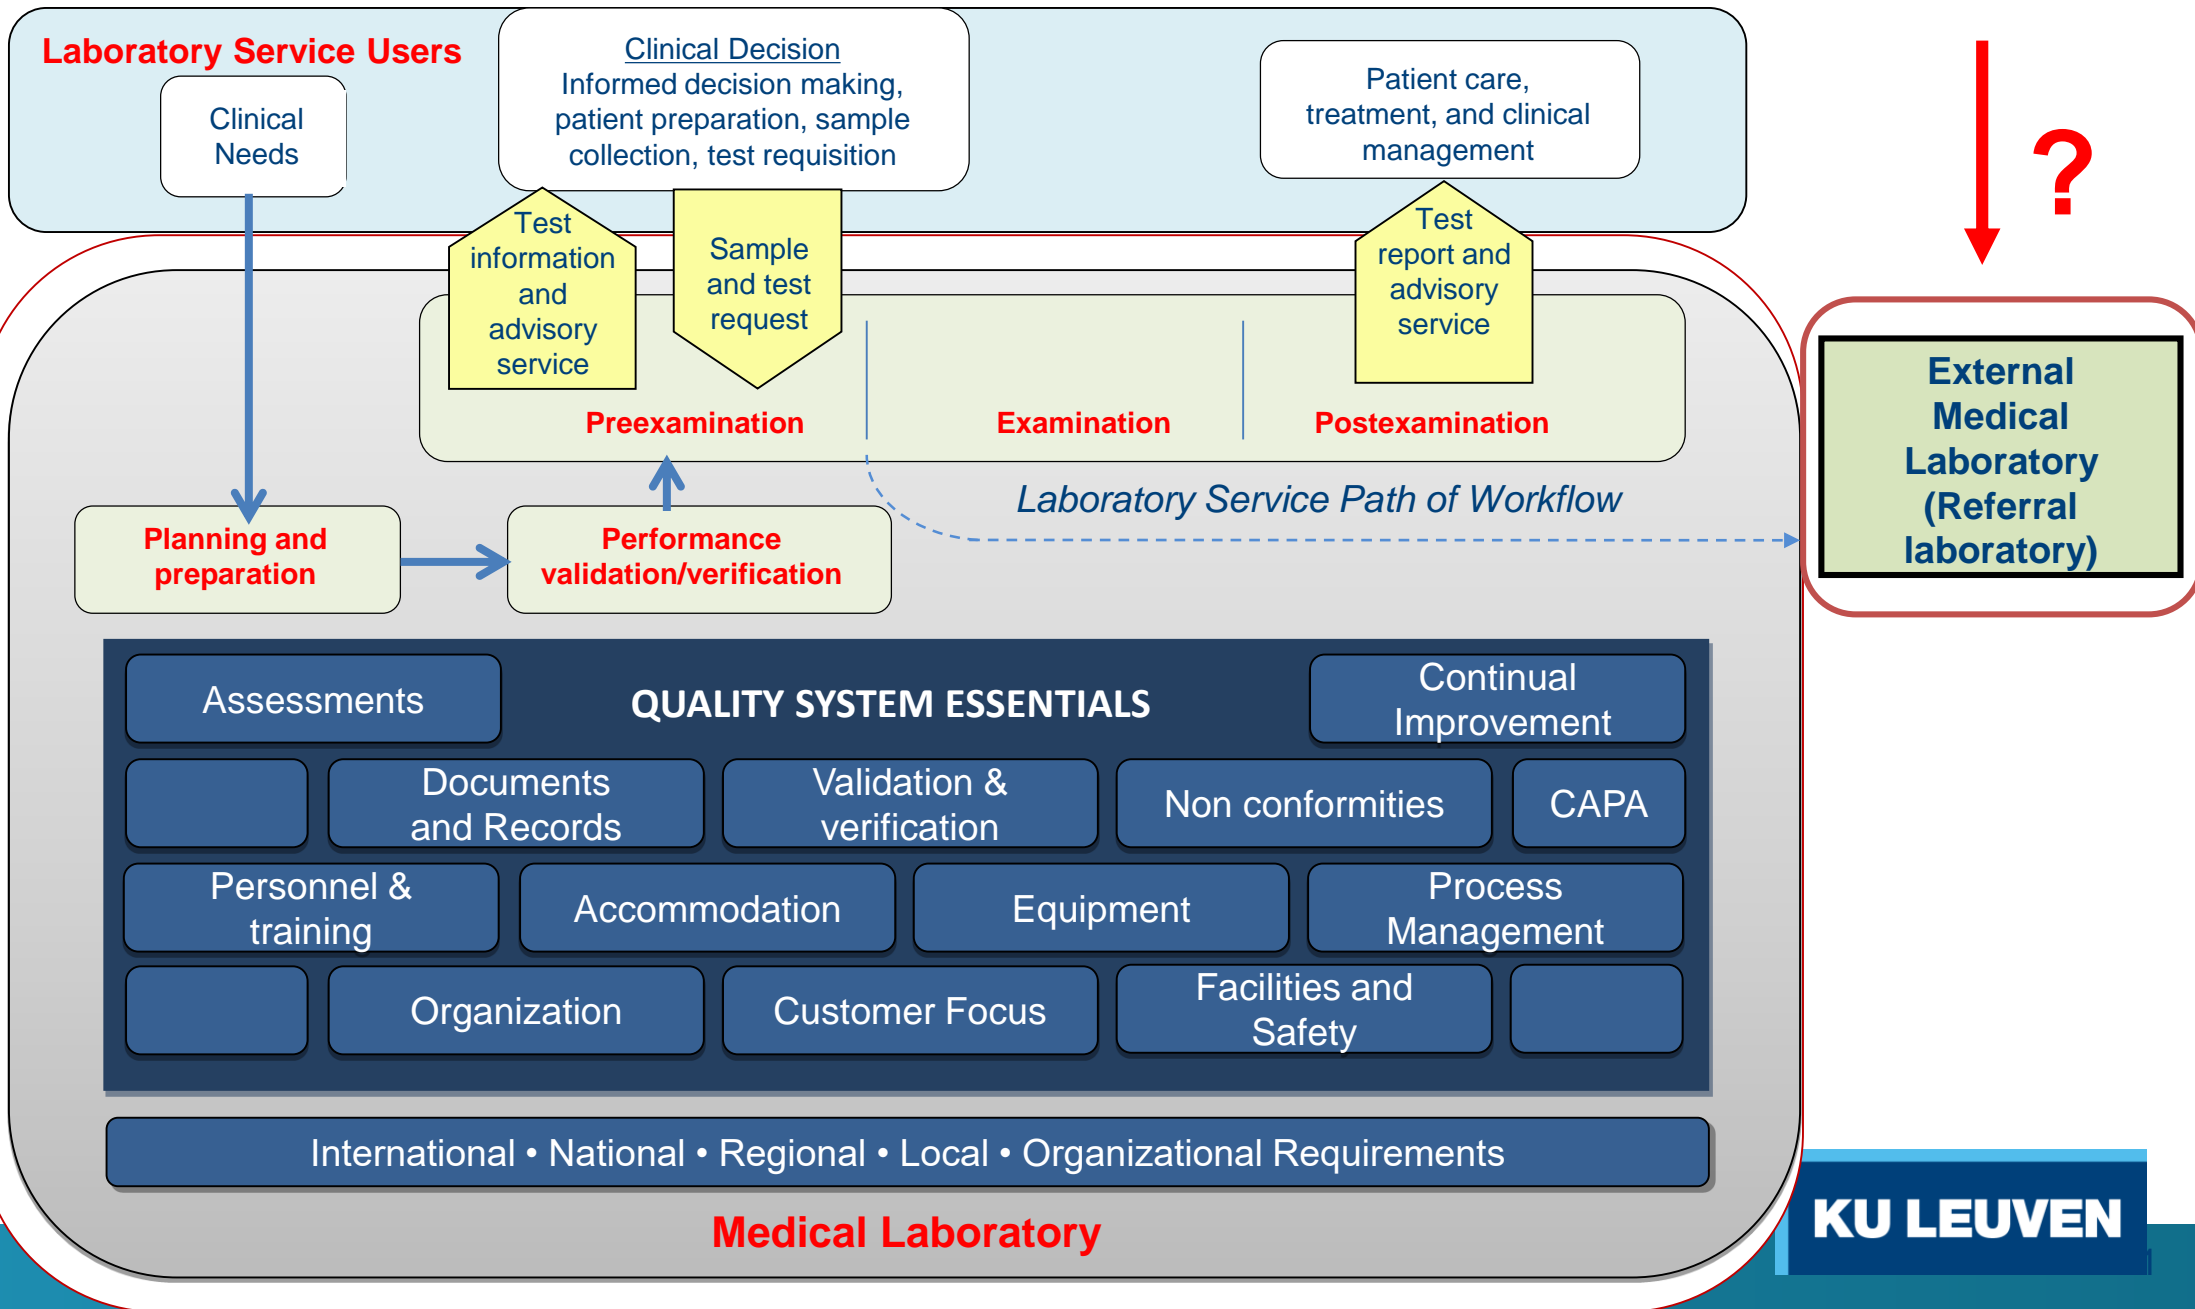 Laboratory Service Users
Clinical
Needs
Clinical Decision
Informed decision making,
patient preparation, sample
collection, test requisition
Patient care,
treatment, and clinical
management
?
Test
information
and
advisory
service
Sample
and test
request
Test
report and
advisory
service
Preexamination
Examination
Postexamination
External
Medical
Laboratory
(Referral
laboratory)
Laboratory Service Path of Workflow
Planning and
preparation
Performance
validation/verification
Assessments
QUALITY SYSTEM ESSENTIALS
Continual
Improvement
Documents
and Records
Validation &
verification
Non conformities
CAPA
Personnel &
training
Accommodation
Equipment
Process
Management
Organization
Customer Focus
Facilities and
Safety
International • National • Regional • Local • Organizational Requirements
Medical Laboratory
KU LEUVEN